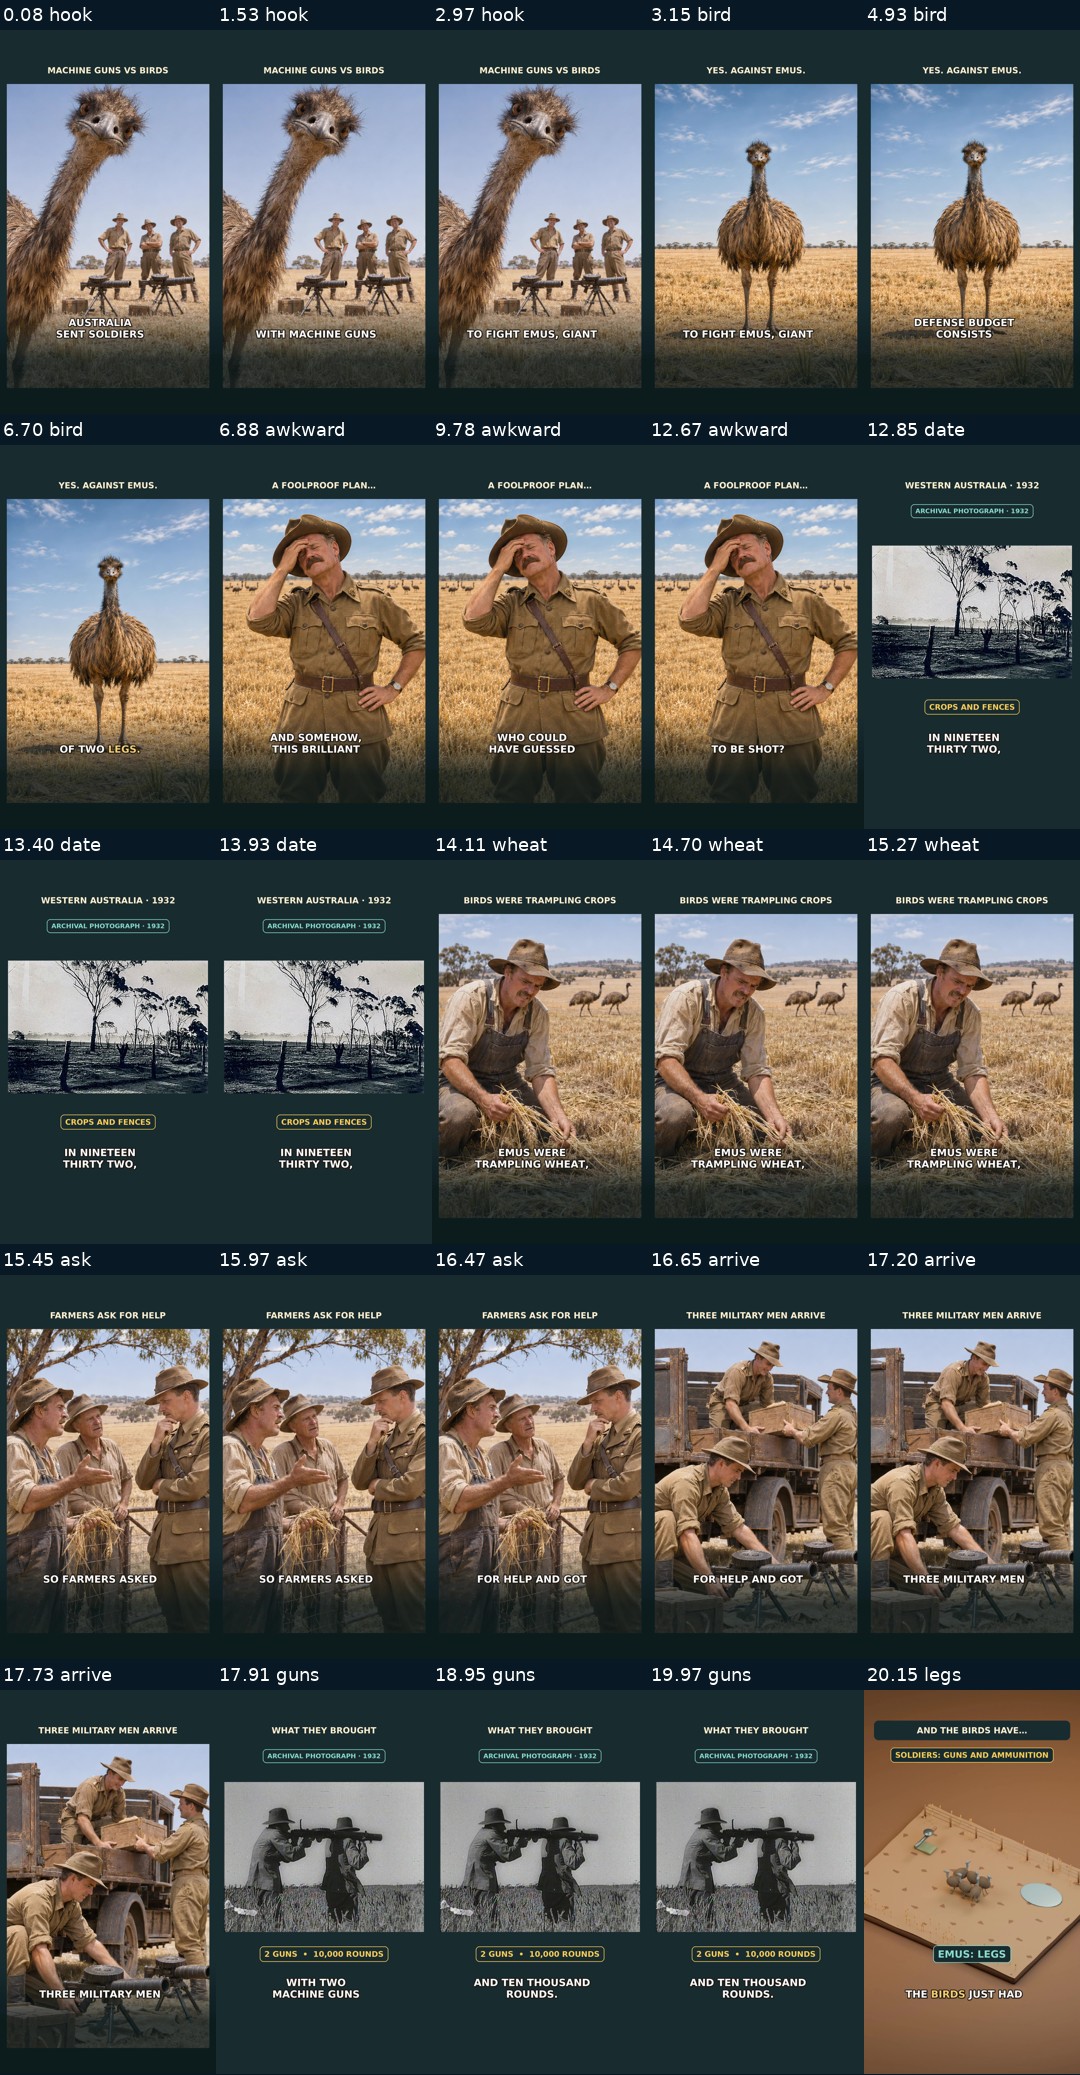 0.08 hook
1.53 hook
2.97 hook
3.15 bird
4.93 bird
MACHINE GUNS VS BIRDS
MACHINE GUNS VS BIRDS
MACHINE GUNS VS BIRDS
YES. AGAINST EMUS.
YES. AGAINST EMUS.
AUSTRALIA
SENT SOLDIERS
WITH MACHINE GUNS
TO FIGHT EMUS, GIANT
TO FIGHT EMUS, GIANT
DEFENSE BUDGET
CONSISTS
6.70 bird
6.88 awkward
9.78 awkward
12.67 awkward
12.85 date
YES. AGAINST EMUS.
A FOOLPROOF PLAN...
A FOOLPROOF PLAN...
A FOOLPROOF PLAN...
WESTERN AUSTRALIA · 1932
ARCHIVAL PHOTOGRAPH · 1932
CROPS AND FENCES
OF TWO LEGS.
AND SOMEHOW,
THIS BRILLIANT
WHO COULD
HAVE GUESSED
TO BE SHOT?
IN NINETEEN
THIRTY TWO,
13.40 date
13.93 date
14.11 wheat
14.70 wheat
15.27 wheat
WESTERN AUSTRALIA · 1932
WESTERN AUSTRALIA · 1932
BIRDS WERE TRAMPLING CROPS
BIRDS WERE TRAMPLING CROPS
BIRDS WERE TRAMPLING CROPS
ARCHIVAL PHOTOGRAPH · 1932
ARCHIVAL PHOTOGRAPH · 1932
CROPS AND FENCES
CROPS AND FENCES
IN NINETEEN
THIRTY TWO,
IN NINETEEN
THIRTY TWO,
EMUS WERE
TRAMPLING WHEAT,
EMUS WERE
TRAMPLING WHEAT,
EMUS WERE
TRAMPLING WHEAT,
15.45 ask
15.97 ask
16.47 ask
16.65 arrive
17.20 arrive
FARMERS ASK FOR HELP
FARMERS ASK FOR HELP
FARMERS ASK FOR HELP
THREE MILITARY MEN ARRIVE
THREE MILITARY MEN ARRIVE
SO FARMERS ASKED
SO FARMERS ASKED
FOR HELP AND GOT
FOR HELP AND GOT
THREE MILITARY MEN
17.73 arrive
17.91 guns
18.95 guns
19.97 guns
20.15 legs
THREE MILITARY MEN ARRIVE
WHAT THEY BROUGHT
WHAT THEY BROUGHT
WHAT THEY BROUGHT
AND THE BIRDS HAVE...
ARCHIVAL PHOTOGRAPH · 1932
ARCHIVAL PHOTOGRAPH · 1932
ARCHIVAL PHOTOGRAPH · 1932
SOLDIERS: GUNS AND AMMUNITION
2 GUNS • 10,000 ROUNDS
2 GUNS • 10,000 ROUNDS
2 GUNS • 10,000 ROUNDS
EMUS: LEGS
THREE MILITARY MEN
WITH TWO
MACHINE GUNS
AND TEN THOUSAND
ROUNDS.
AND TEN THOUSAND
ROUNDS.
THE BIRDS JUST HAD